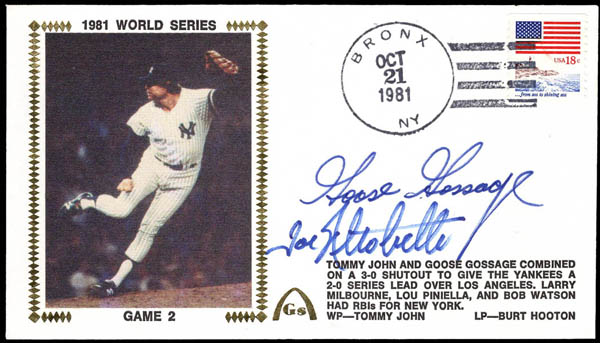 1981 WORLD SERIES
BRONX
OCT
21
1981
NY
USA 18c
...from sea to shining sea
NY
Goose Gossage
Joe
TOMMY JOHN AND GOOSE GOSSAGE COMBINED
ON A 3-0 SHUTOUT TO GIVE THE YANKEES A
2-0 SERIES LEAD OVER LOS ANGELES. LARRY
MILBOURNE, LOU PINIELLA, AND BOB WATSON
HAD RBIs FOR NEW YORK.
WP—TOMMY JOHN LP—BURT HOOTON
GAME 2
Gs